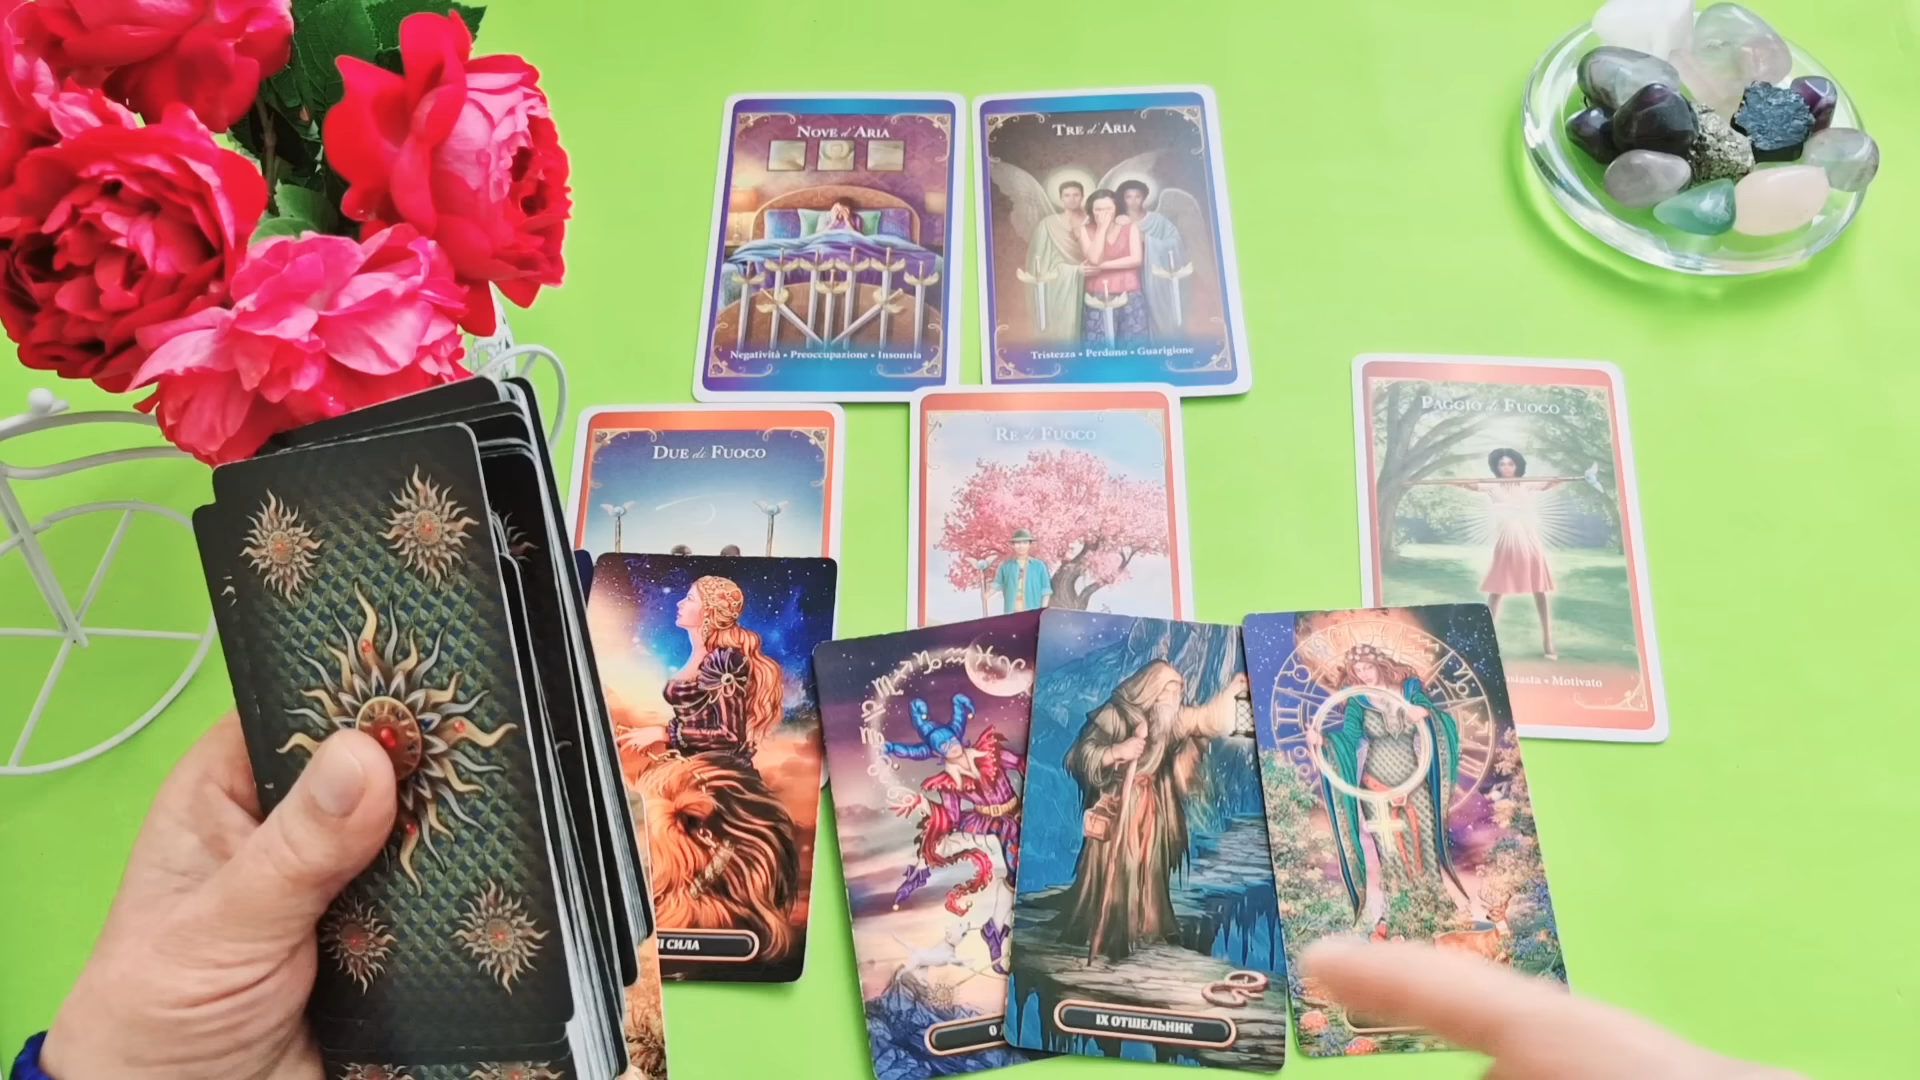 NOVE d'ARIA
Negatività • Preoccupazione • Insonnia
TRE d'ARIA
Tristezza • Perdono • Guarigione
DUE di FUOCO
RE di FUOCO
PAGGIO di FUOCO
Motivato
СИЛА
0
IX ОТШЕЛЬНИК